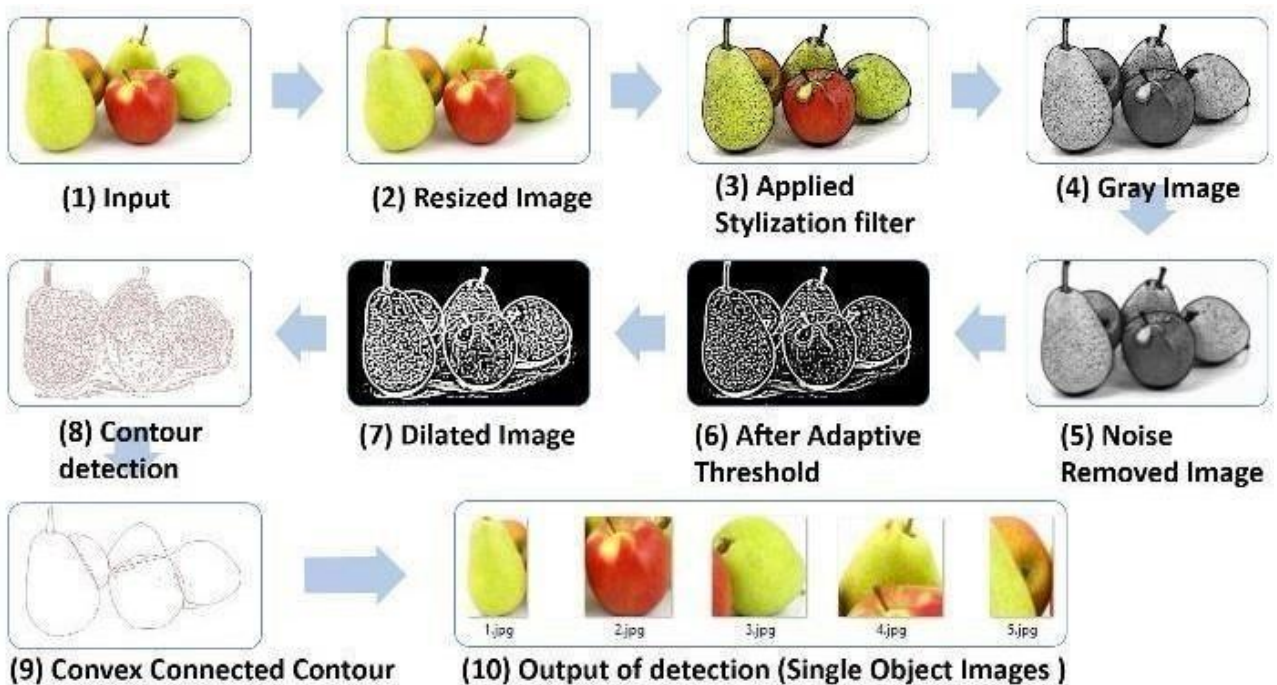 (1) Input
(2) Resized Image
(3) Applied
Stylization filter
(4) Gray Image
(5) Noise
Removed Image
(6) After Adaptive
Threshold
(7) Dilated Image
(8) Contour
detection
(9) Convex Connected Contour
1.jpg
2.jpg
3.jpg
4.jpg
5.jpg
(10) Output of detection (Single Object Images )